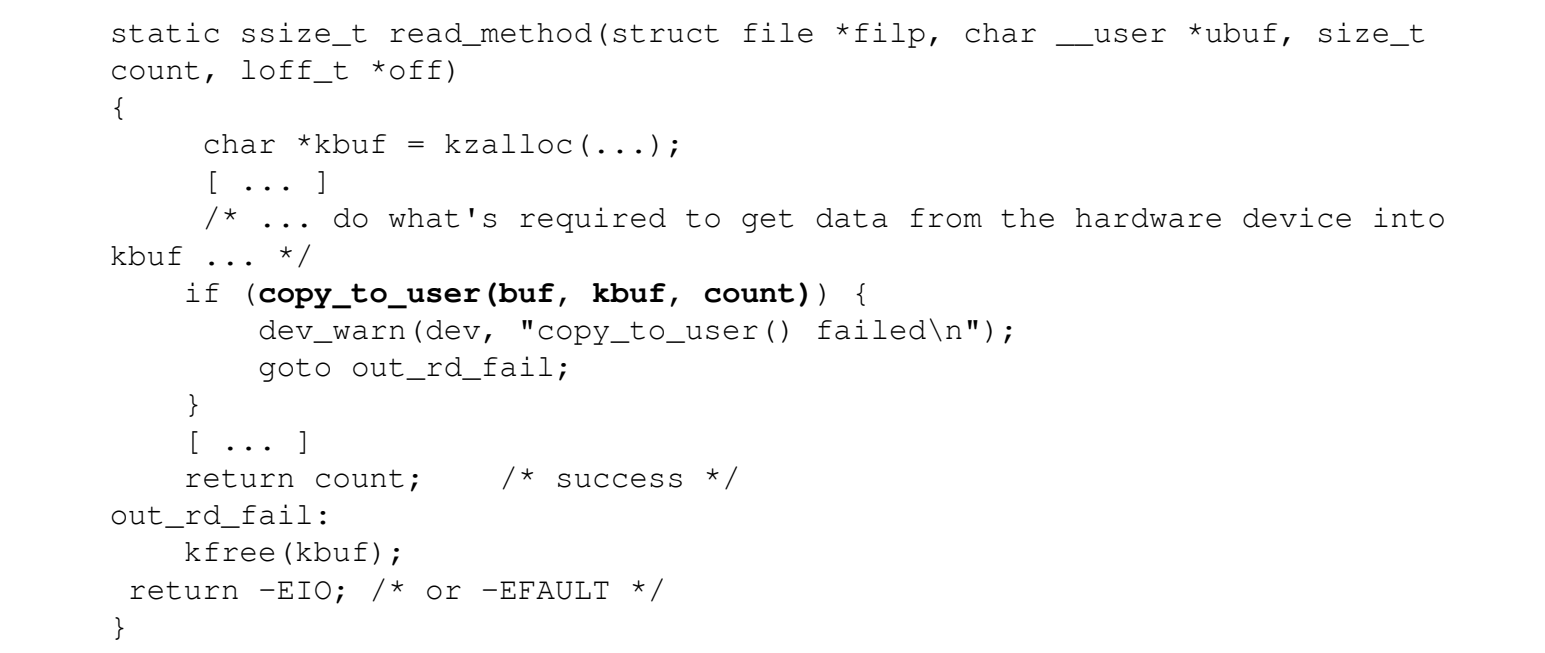 static ssize_t read_method(struct file *filp, char __user *ubuf, size_t
count, loff_t *off)
{
     char *kbuf = kzalloc(...);
     [ ... ]
     /* ... do what's required to get data from the hardware device into
kbuf ... */
    if (copy_to_user(buf, kbuf, count)) {
        dev_warn(dev, "copy_to_user() failed\n");
        goto out_rd_fail;
    }
    [ ... ]
    return count;    /* success */
out_rd_fail:
    kfree(kbuf);
 return -EIO; /* or -EFAULT */
}